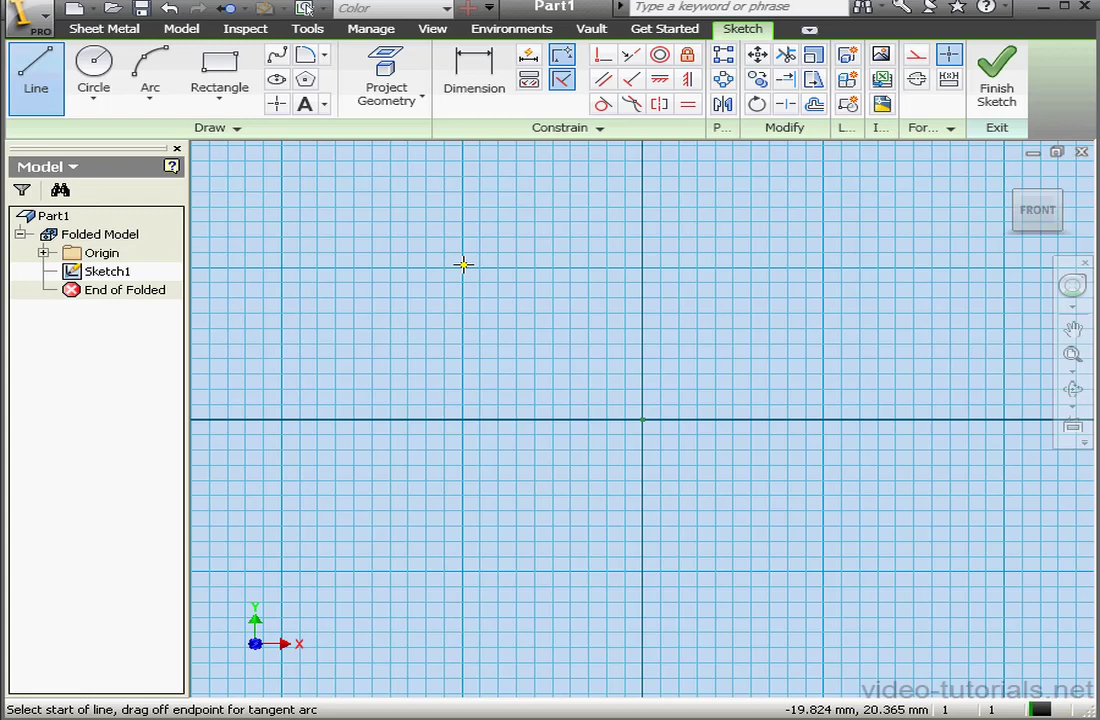 Color
Part1
Type a keyword or phrase
PRO
Sheet Metal Model Inspect Tools Manage View Environments Vault Get Started Sketch
Line Circle Arc Rectangle
A
Project Geometry
Dimension
Finish Sketch
Draw Constrain P... Modify L... I... For... Exit
Model
Part1
Folded Model
Origin
Sketch1
End of Folded
FRONT
Y
X
video-tutorials.net
Select start of line, drag off endpoint for tangent arc
-19.824 mm, 20.365 mm 1 1